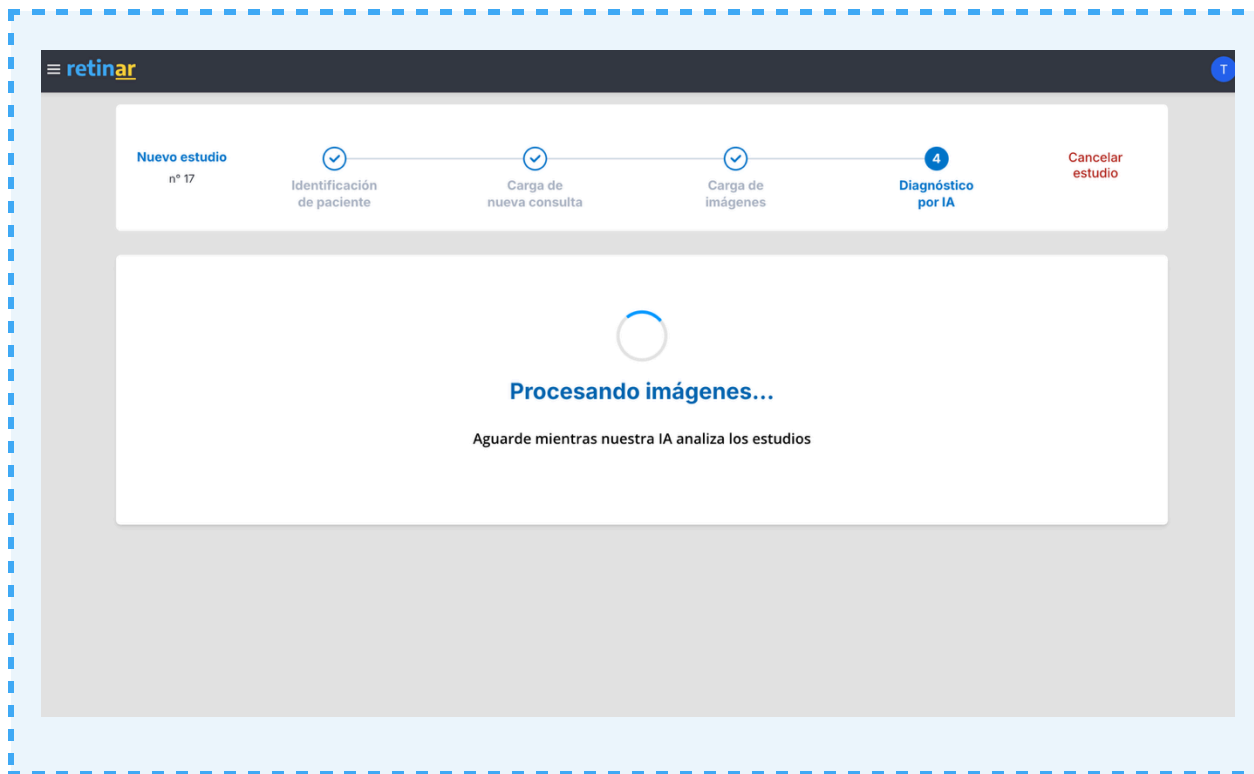 retinar
T
Nuevo estudio
n° 17
Identificación
de paciente
Carga de
nueva consulta
Carga de
imágenes
4
Diagnóstico
por IA
Cancelar
estudio
Procesando imágenes...
Aguarde mientras nuestra IA analiza los estudios